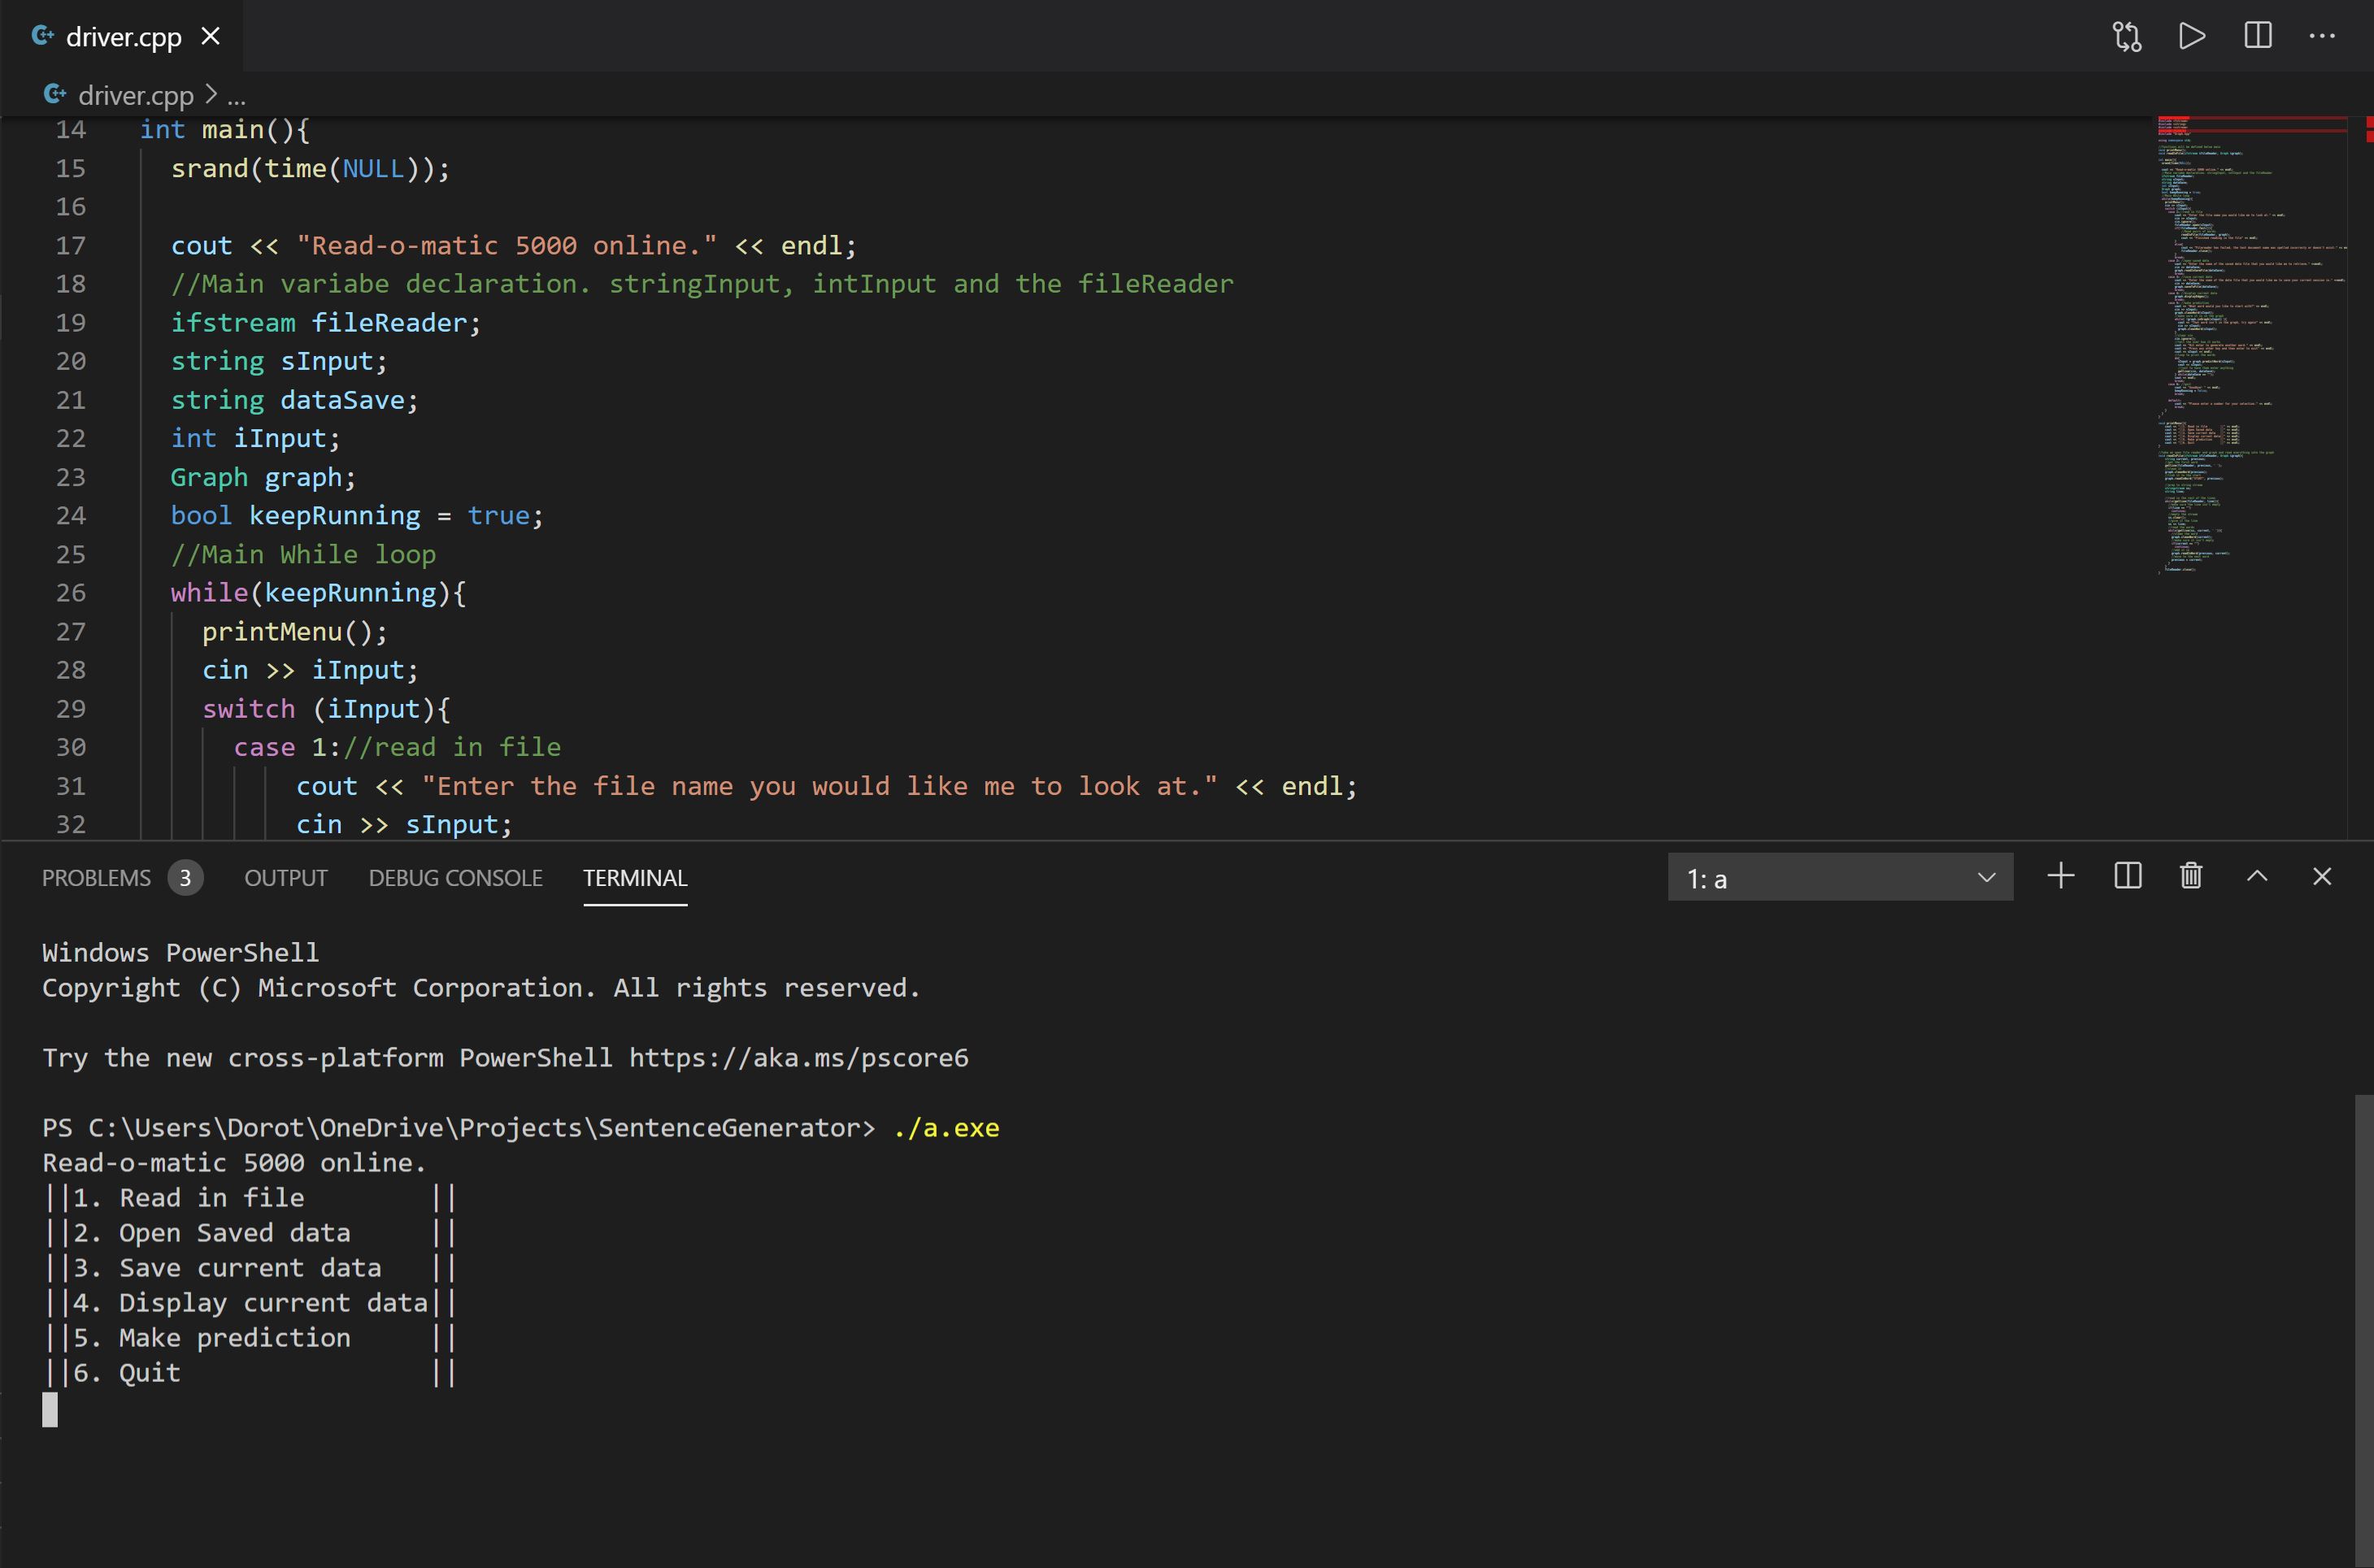 driver.cpp
driver.cpp > ...
14 int main(){
15 srand(time(NULL));
16
17 cout << "Read-o-matic 5000 online." << endl;
18 //Main variabe declaration. stringInput, intInput and the fileReader
19 ifstream fileReader;
20 string sInput;
21 string dataSave;
22 int iInput;
23 Graph graph;
24 bool keepRunning = true;
25 //Main While loop
26 while(keepRunning){
27 printMenu();
28 cin >> iInput;
29 switch (iInput){
30 case 1://read in file
31 cout << "Enter the file name you would like me to look at." << endl;
32 cin >> sInput;
PROBLEMS 3 OUTPUT DEBUG CONSOLE TERMINAL 1: a
Windows PowerShell
Copyright (C) Microsoft Corporation. All rights reserved.
Try the new cross-platform PowerShell https://aka.ms/pscore6
PS C:\Users\Dorot\OneDrive\Projects\SentenceGenerator> ./a.exe
Read-o-matic 5000 online.
||1. Read in file        ||
||2. Open Saved data     ||
||3. Save current data   ||
||4. Display current data||
||5. Make prediction     ||
||6. Quit                ||